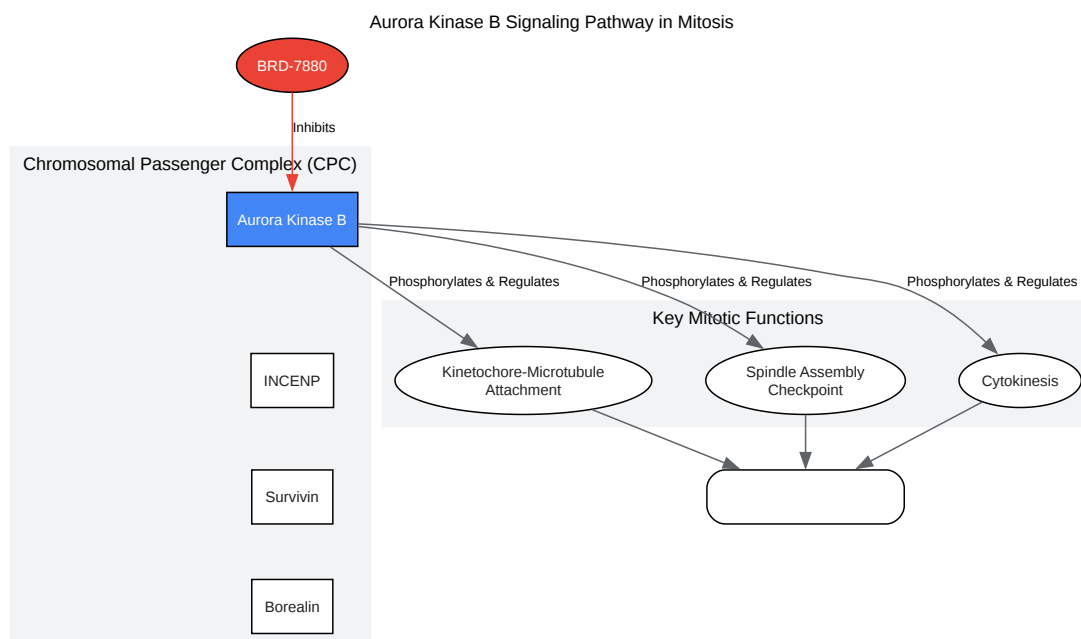 Aurora Kinase B Signaling Pathway in Mitosis
BRD-7880
Inhibits
Chromosomal Passenger Complex (CPC)
Aurora Kinase B
Phosphorylates & Regulates
Phosphorylates & Regulates
Phosphorylates & Regulates
Key Mitotic Functions
Kinetochore-Microtubule
Attachment
Spindle Assembly
Checkpoint
Cytokinesis
INCENP
Survivin
Borealin